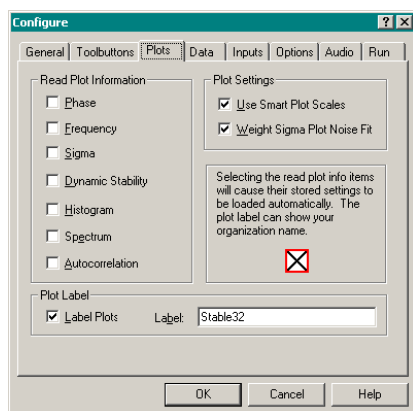 Configure
General Toolbuttons Plots Data Inputs Options Audio Run
Read Plot Information
Phase
Frequency
Sigma
Dynamic Stability
Histogram
Spectrum
Autocorrelation
Plot Settings
Use Smart Plot Scales
Weight Sigma Plot Noise Fit
Selecting the read plot info items
will cause their stored settings to
be loaded automatically. The
plot label can show your
organization name.
Plot Label
Label Plots Label: Stable32
OK Cancel Help